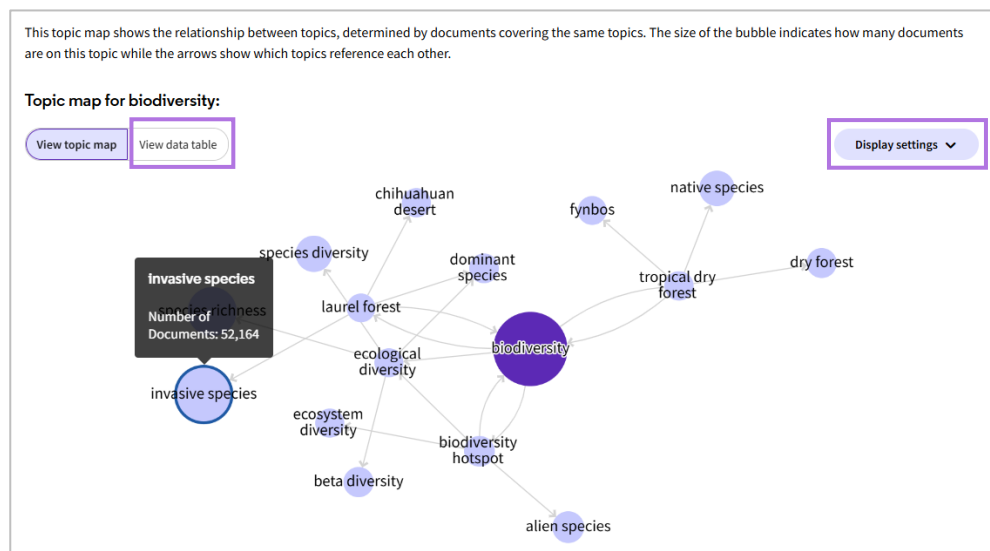 This topic map shows the relationship between topics, determined by documents covering the same topics. The size of the bubble indicates how many documents
are on this topic while the arrows show which topics reference each other.
Topic map for biodiversity:
View topic map
View data table
Display settings
chihuahuan
desert
native species
fynbos
species diversity
dominant
species
dry forest
tropical dry
forest
invasive species
species richness
Number of
Documents: 52,164
laurel forest
biodiversity
ecological
diversity
invasive species
ecosystem
diversity
biodiversity
hotspot
beta diversity
alien species